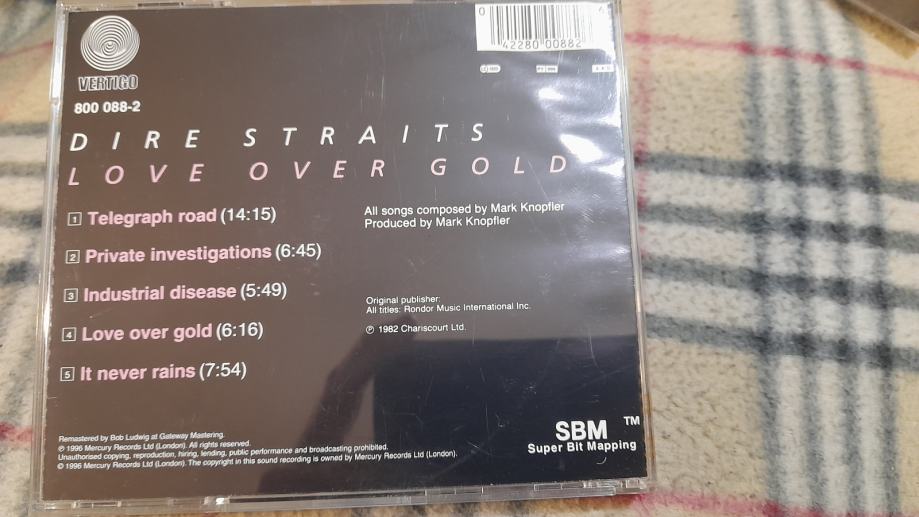 VERTIGO
800 088-2
0
42280 00882
DIRE STRAITS
LOVE OVER GOLD
1 Telegraph road (14:15)
2 Private investigations (6:45)
3 Industrial disease (5:49)
4 Love over gold (6:16)
5 It never rains (7:54)
All songs composed by Mark Knopfler
Produced by Mark Knopfler
Original publisher:
All titles: Rondor Music International Inc.
℗ 1982 Chariscourt Ltd.
Remastered by Bob Ludwig at Gateway Mastering.
℗ 1996 Mercury Records Ltd (London). All rights reserved.
Unauthorised copying, reproduction, hiring, lending, public performance and broadcasting prohibited.
© 1996 Mercury Records Ltd (London). The copyright in this sound recording is owned by Mercury Records Ltd (London).
SBM ™
Super Bit Mapping